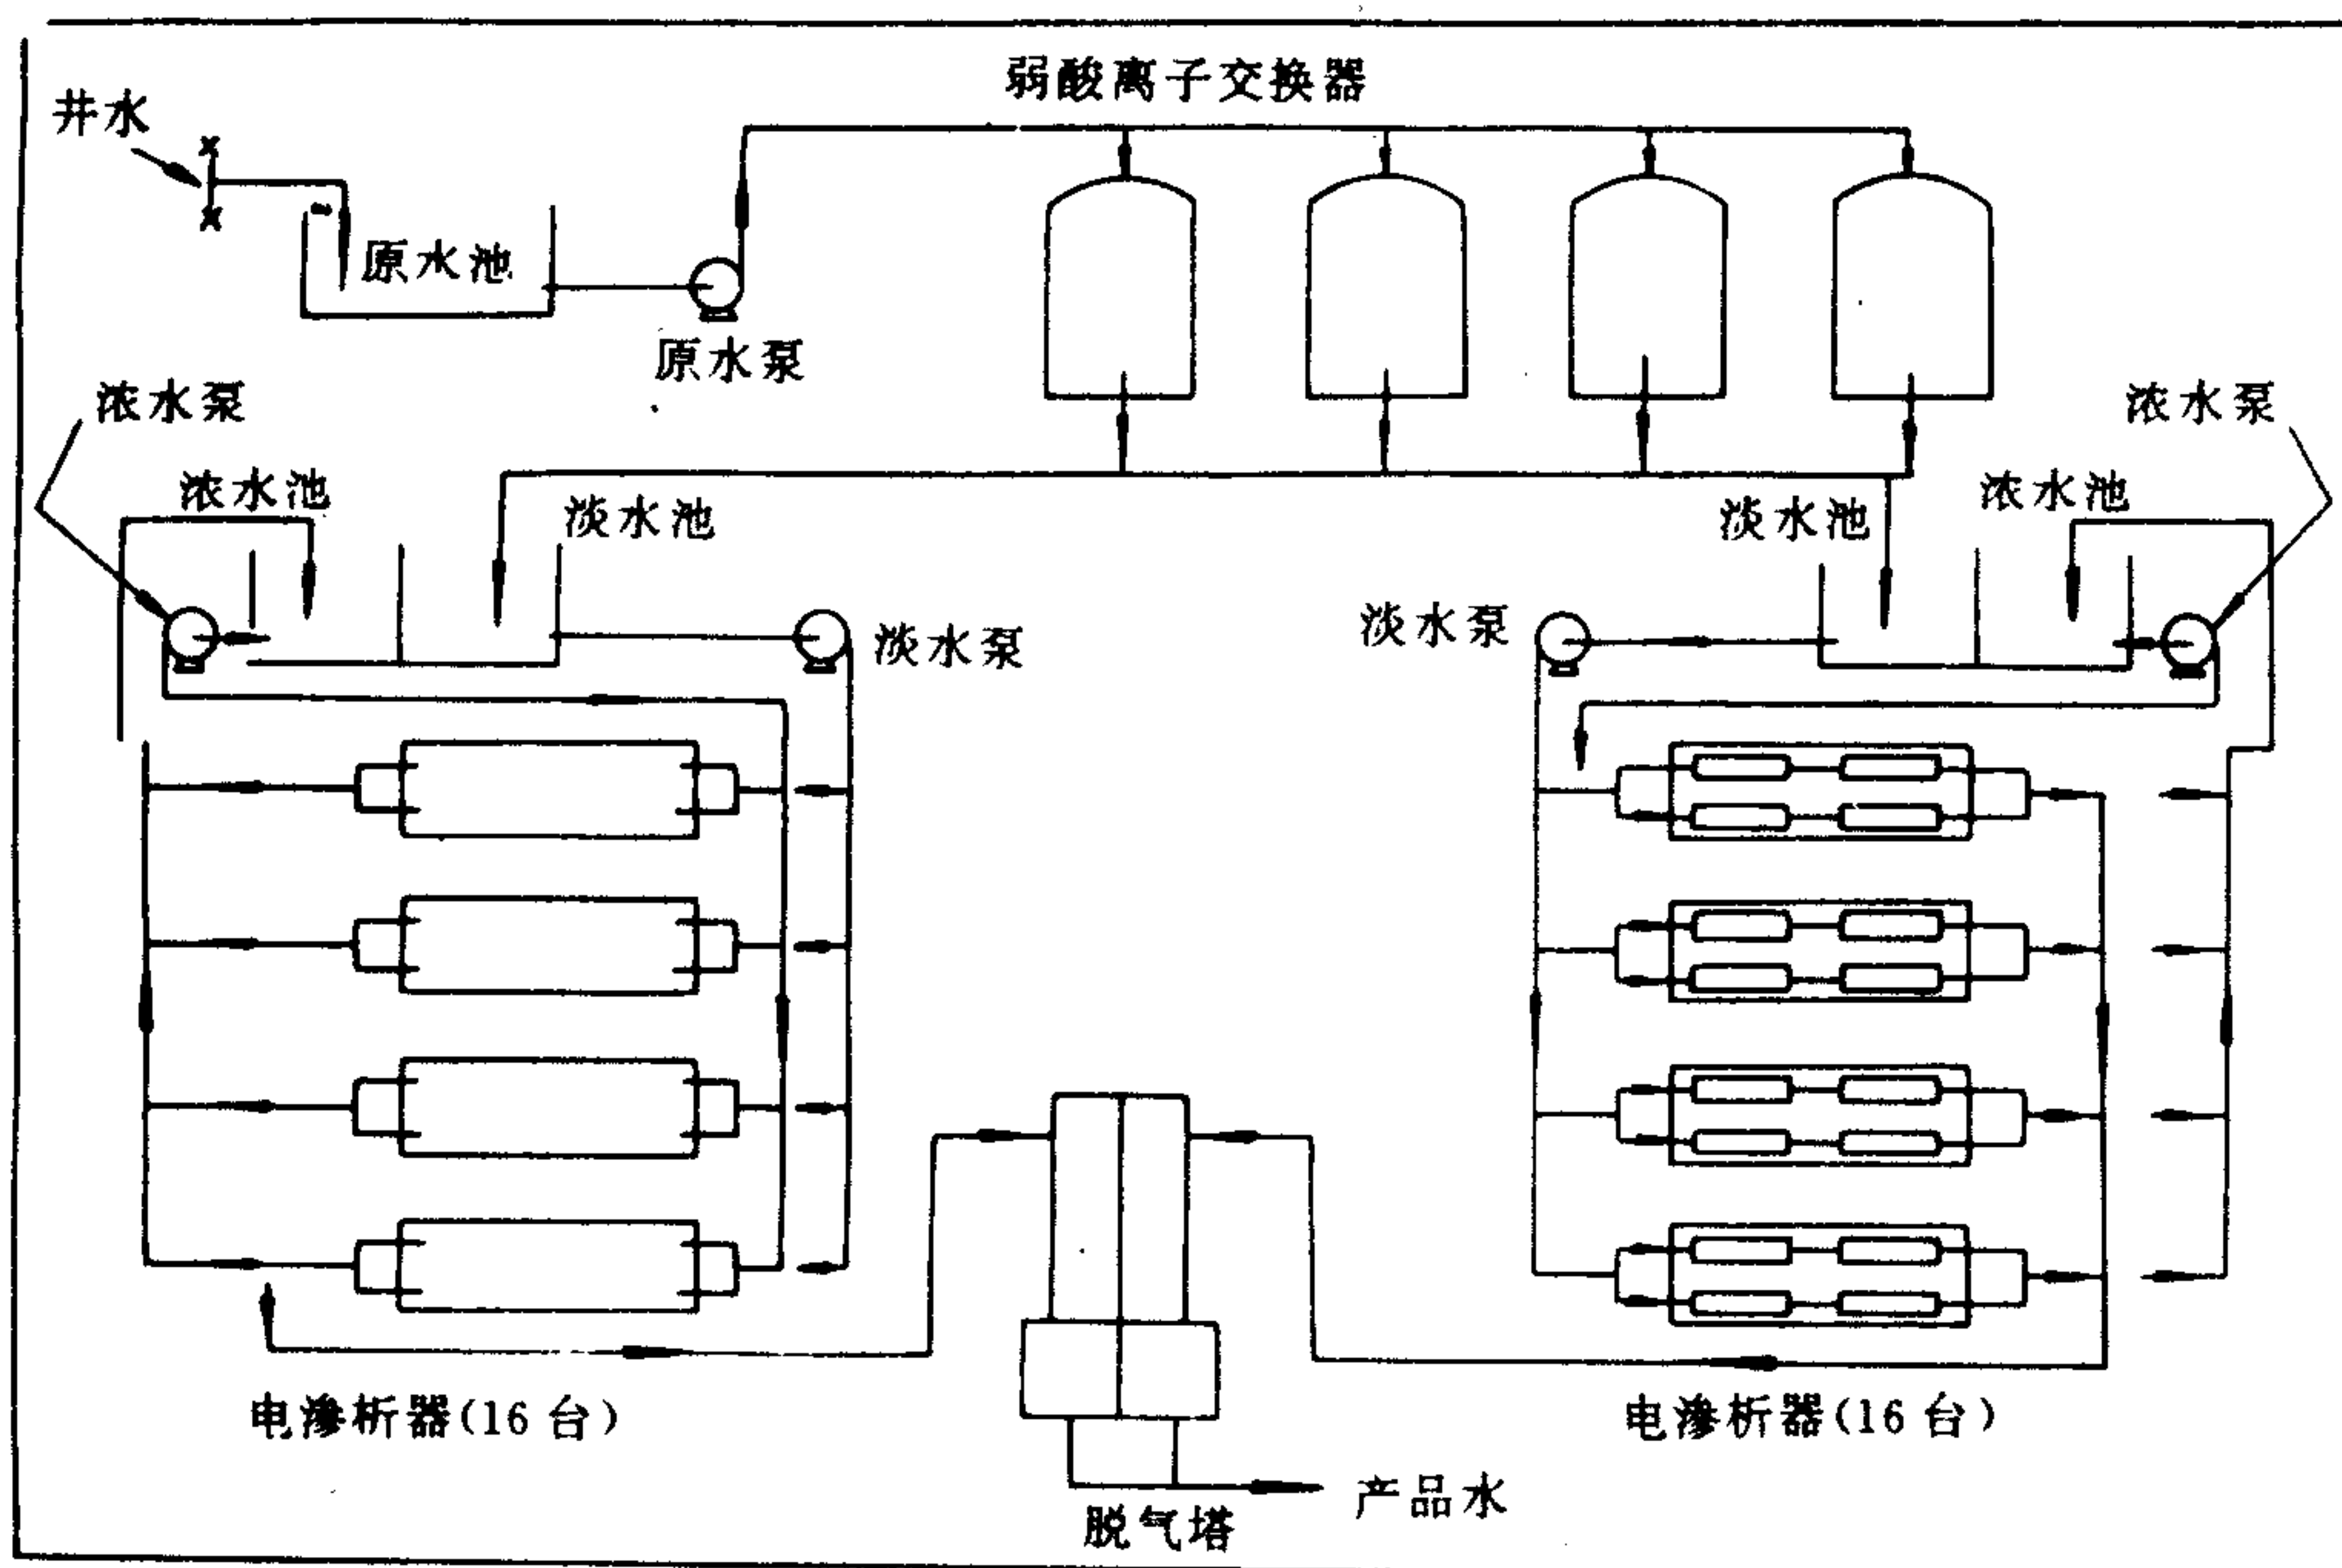 弱酸离子交换器
井水
原水池
原水泵
浓水泵
浓水泵
浓水池
淡水池
淡水池
浓水池
淡水泵
淡水泵
电渗析器(16台)
电渗析器(16台)
产品水
脱气塔